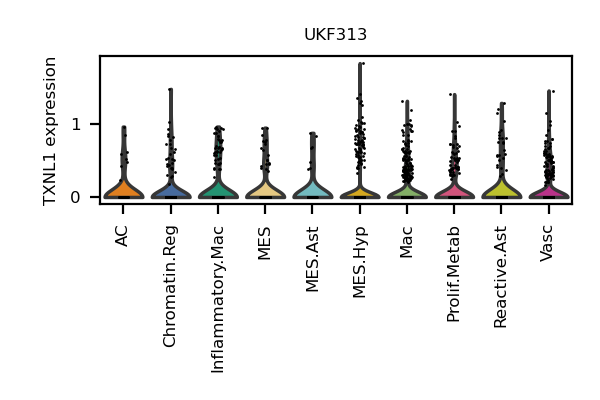 UKF313
TXNL1 expression
1
0
AC
Chromatin.Reg
Inflammatory.Mac
MES
MES.Ast
MES.Hyp
Mac
Prolif.Metab
Reactive.Ast
Vasc